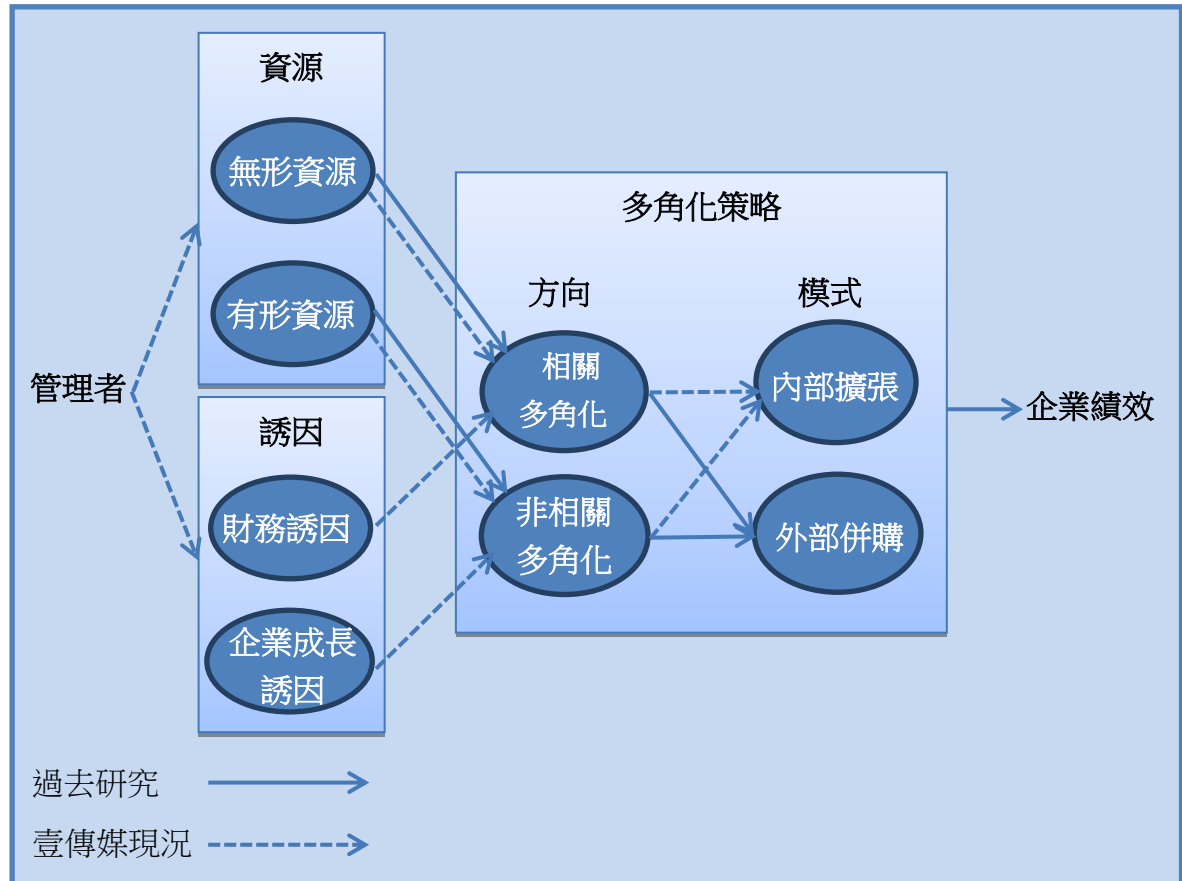 資源
無形資源
有形資源
管理者
誘因
財務誘因
企業成長
誘因
多角化策略
方向
模式
相關
多角化
非相關
多角化
內部擴張
外部併購
企業績效
過去研究
壹傳媒現況